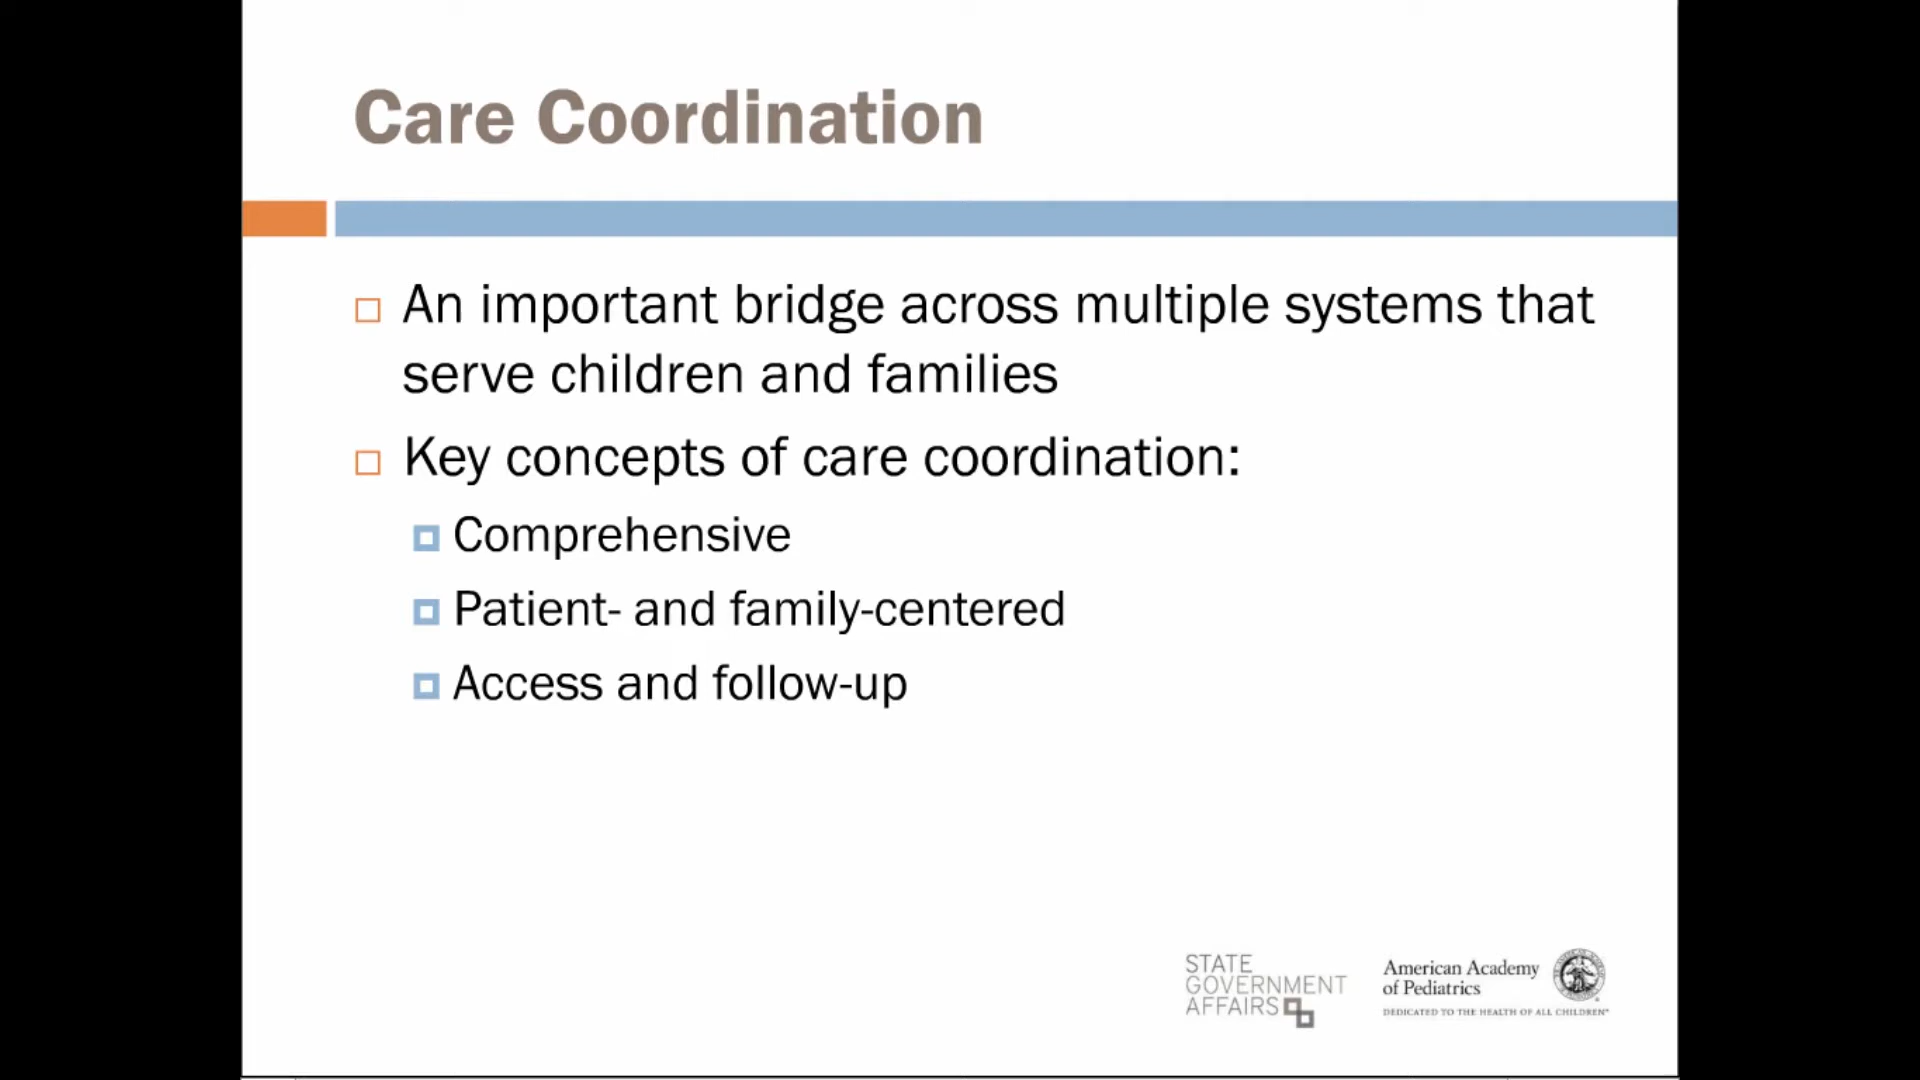 Care Coordination
An important bridge across multiple systems that
serve children and families
Key concepts of care coordination:
Comprehensive
Patient- and family-centered
Access and follow-up
STATE
GOVERNMENT
AFFAIRS
American Academy
of Pediatrics
DEDICATED TO THE HEALTH OF ALL CHILDREN®